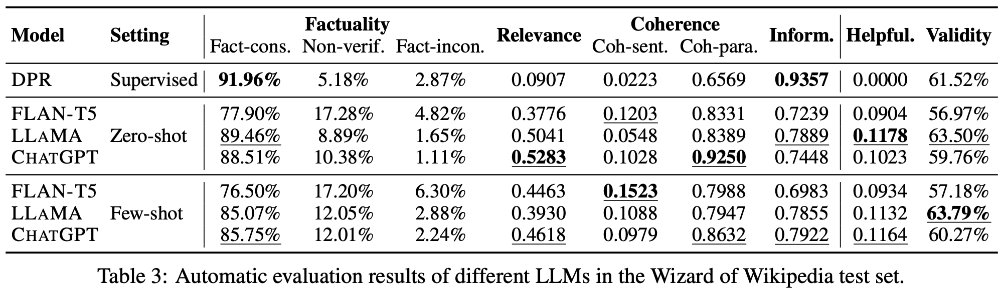 Model Setting Factuality Relevance Coherence Inform. Helpful. Validity
Fact-cons. Non-verif. Fact-incon. Coh-sent. Coh-para.
DPR Supervised 91.96% 5.18% 2.87% 0.0907 0.0223 0.6569 0.9357 0.0000 61.52%
FLAN-T5 77.90% 17.28% 4.82% 0.3776 0.1203 0.8331 0.7239 0.0904 56.97%
LLAMA Zero-shot 89.46% 8.89% 1.65% 0.5041 0.0548 0.8389 0.7889 0.1178 63.50%
CHATGPT 88.51% 10.38% 1.11% 0.5283 0.1028 0.9250 0.7448 0.1023 59.76%
FLAN-T5 76.50% 17.20% 6.30% 0.4463 0.1523 0.7988 0.6983 0.0934 57.18%
LLAMA Few-shot 85.07% 12.05% 2.88% 0.3930 0.1088 0.7947 0.7855 0.1132 63.79%
CHATGPT 85.75% 12.01% 2.24% 0.4618 0.0979 0.8632 0.7922 0.1164 60.27%
Table 3: Automatic evaluation results of different LLMs in the Wizard of Wikipedia test set.